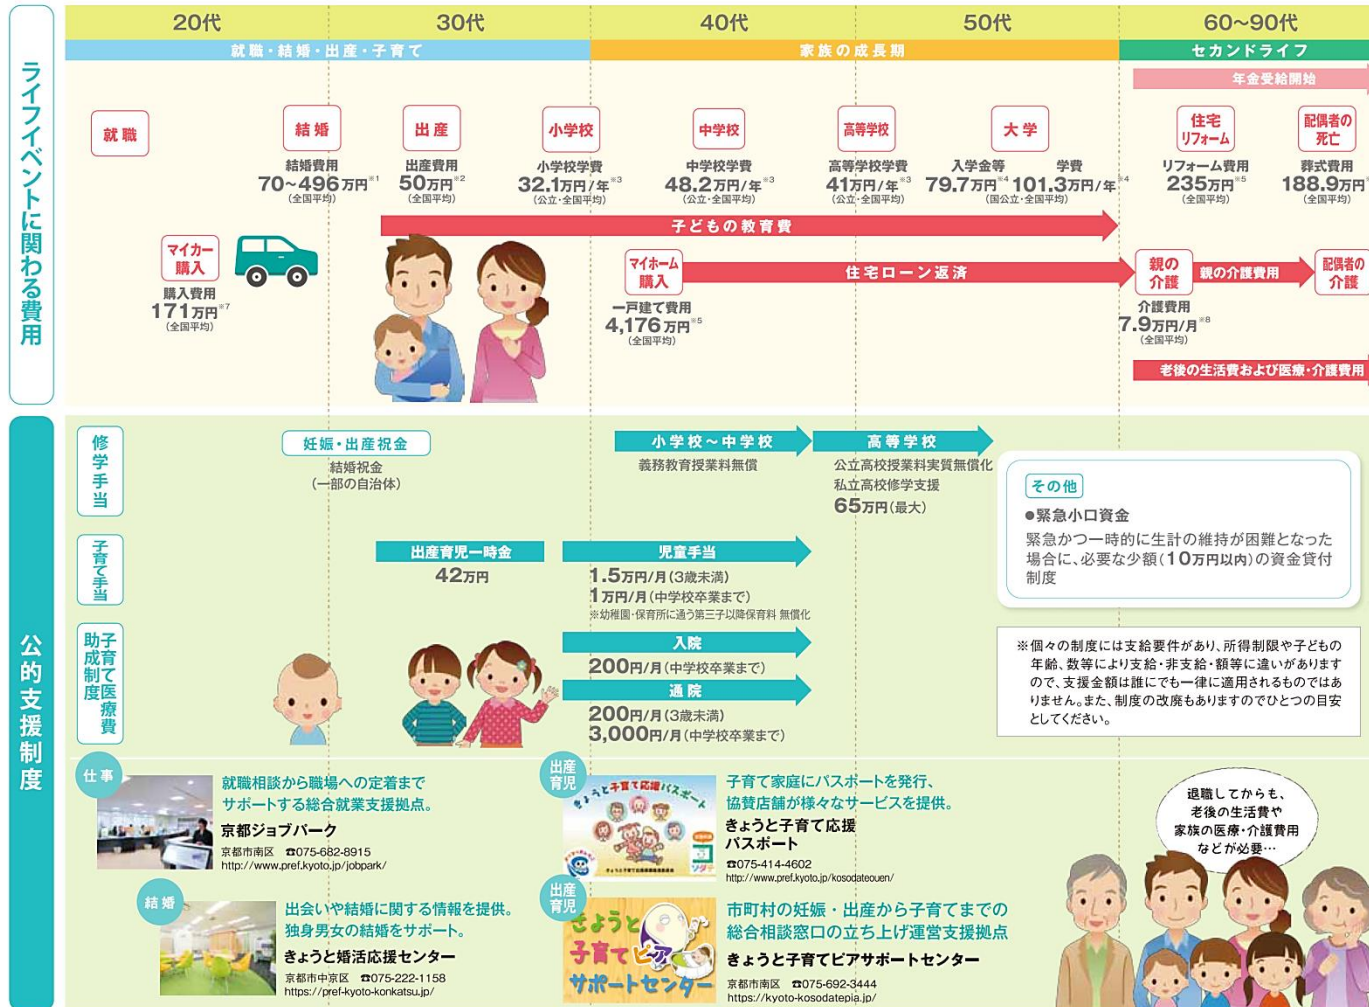 20代
30代
40代
50代
60〜90代
就職・結婚・出産・子育て
家族の成長期
セカンドライフ
年金受給開始
ライフイベントに関わる費用
就職
結婚
出産
小学校
中学校
高等学校
大学
住宅
リフォーム
配偶者の
死亡
結婚費用
70〜496万円※1
(全国平均)
出産費用
50万円※2
(全国平均)
小学校学費
32.1万円/年※3
(公立・全国平均)
中学校学費
48.2万円/年※3
(公立・全国平均)
高等学校学費
41万円/年※3
(公立・全国平均)
入学金等 学費
79.7万円※4 101.3万円/年※4
(国公立・全国平均)
リフォーム費用
235万円※5
(全国平均)
葬式費用
188.9万円
(全国平均)
子どもの教育費
マイカー
購入
購入費用
171万円※7
(全国平均)
マイホーム
購入
一戸建て費用
4,176万円※5
(全国平均)
住宅ローン返済
親の
介護
介護費用
7.9万円/月※8
(全国平均)
親の介護費用
配偶者の
介護
老後の生活費および医療・介護費用
公的支援制度
修学手当
妊娠・出産祝金
結婚祝金
(一部の自治体)
小学校〜中学校
義務教育授業料無償
高等学校
公立高校授業料実質無償化
私立高校修学支援
65万円(最大)
子育て手当
出産育児一時金
42万円
児童手当
1.5万円/月(3歳未満)
1万円/月(中学校卒業まで)
※幼稚園・保育所に通う第三子以降保育料 無償化
子育て医療費
助成制度
入院
200円/月(中学校卒業まで)
通院
200円/月(3歳未満)
3,000円/月(中学校卒業まで)
その他
●緊急小口資金
緊急かつ一時的に生計の維持が困難となった
場合に、必要な少額(10万円以内)の資金貸付
制度
※個々の制度には支給要件があり、所得制限や子どもの
年齢、数等により支給・非支給・額等に違いがあります
ので、支援金額は誰にでも一律に適用されるものではあ
りません。また、制度の改廃もありますのでひとつの目安
としてください。
仕事
就職相談から職場への定着まで
サポートする総合就業支援拠点。
京都ジョブパーク
京都市南区 ☎075-682-8915
http://www.pref.kyoto.jp/jobpark/
結婚
出会いや結婚に関する情報を提供。
独身男女の結婚をサポート。
きょうと婚活応援センター
京都市中京区 ☎075-222-1158
https://pref-kyoto-konkatsu.jp/
出産
育児
きょうと子育て応援パスポート
子育て家庭にパスポートを発行、
協賛店舗が様々なサービスを提供。
きょうと子育て応援
パスポート
☎075-414-4602
http://www.pref.kyoto.jp/kosodateouen/
出産
育児
きょうと
子育てピア
サポートセンター
市町村の妊娠・出産から子育てまでの
総合相談窓口の立ち上げ運営支援拠点
きょうと子育てピアサポートセンター
京都市南区 ☎075-692-3444
https://kyoto-kosodatepia.jp/
退職してからも、
老後の生活費や
家族の医療・介護費用
などが必要…